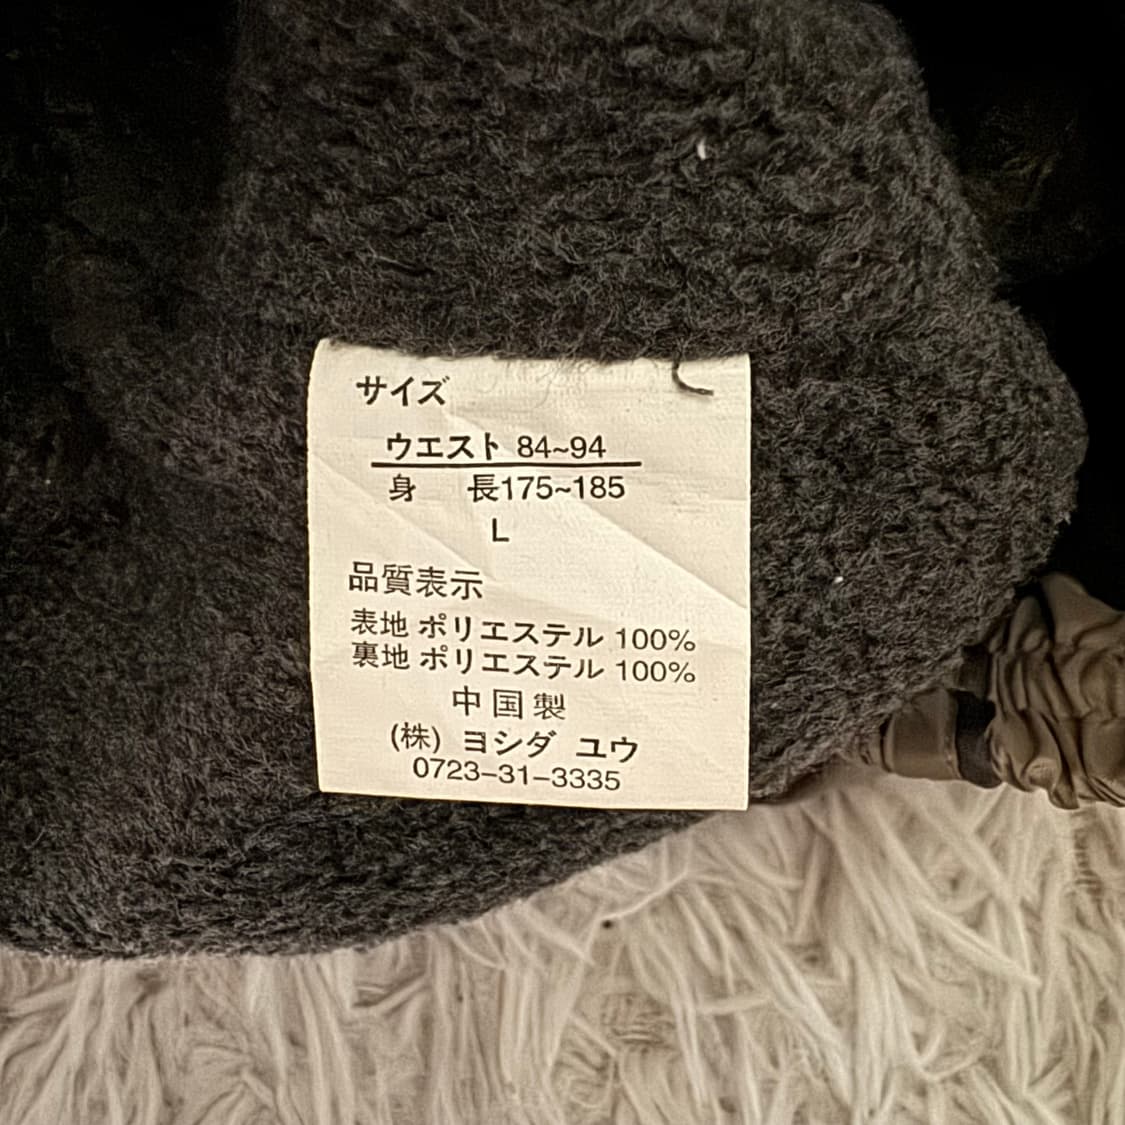 サイズ
ウエスト 84~94
身 長175~185
L
品質表示
表地 ポリエステル 100%
裏地 ポリエステル 100%
中国製
(株) ヨシダ ユウ
0723-31-3335